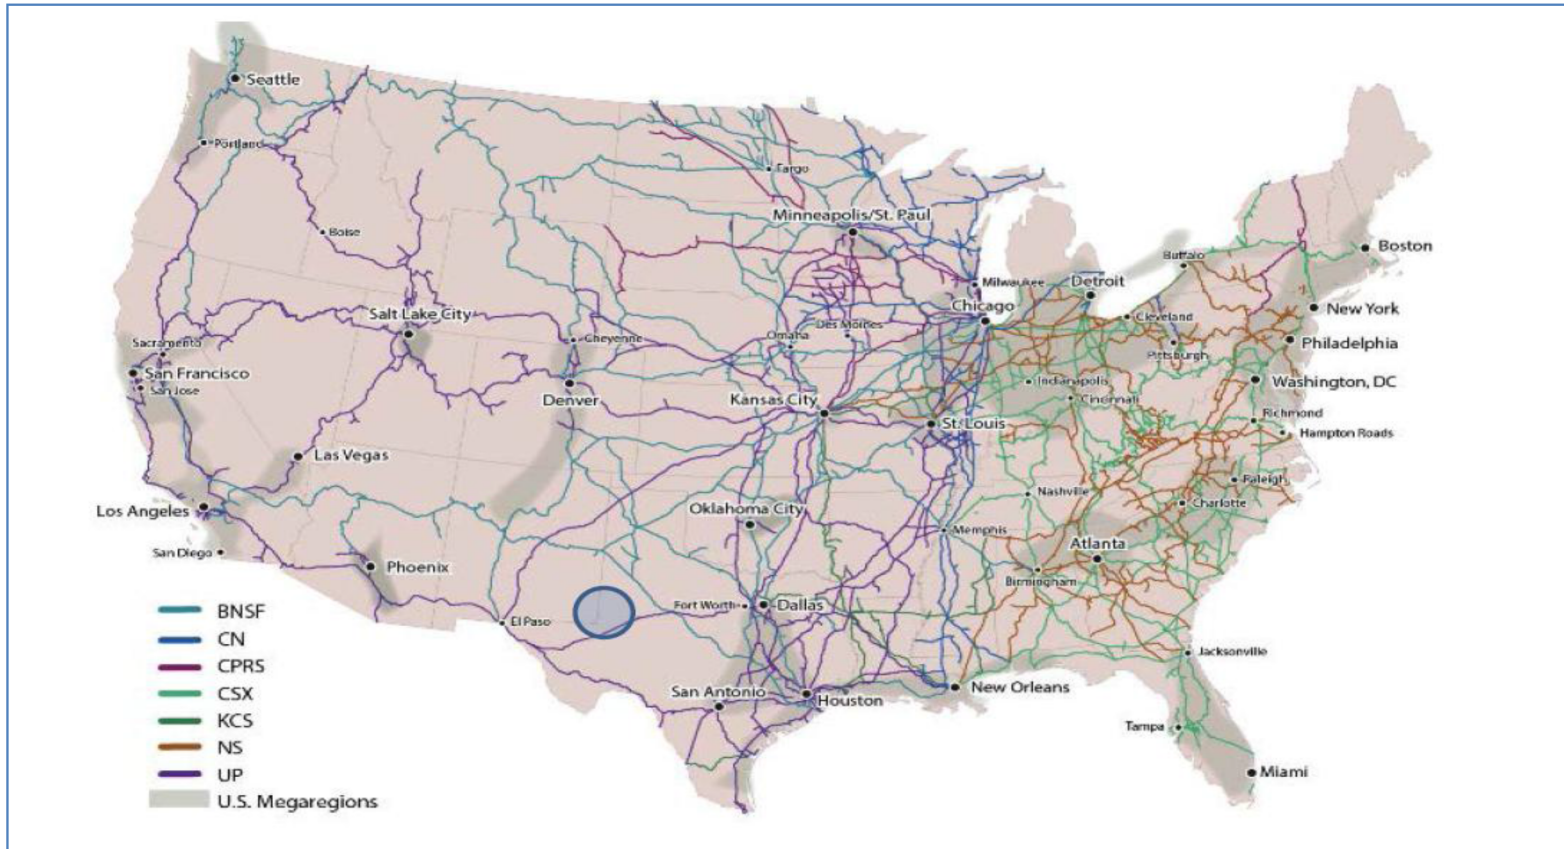 Seattle
Portland
Fargo
Minneapolis/St. Paul
Boise
Boston
Buffalo
Milwaukee
Detroit
Chicago
New York
Salt Lake City
Cleveland
Des Moines
Omaha
Cheyenne
Sacramento
Philadelphia
Pittsburgh
San Francisco
San Jose
Indianapolis
Washington, DC
Denver
Kansas City
Cincinnati
Richmond
St. Louis
Hampton Roads
Las Vegas
Raleigh
Nashville
Charlotte
Los Angeles
Oklahoma City
Memphis
Atlanta
San Diego
Phoenix
Birmingham
Fort Worth
Dallas
El Paso
Jacksonville
San Antonio
Houston
New Orleans
Tampa
Miami
BNSF
CN
CPRS
CSX
KCS
NS
UP
U.S. Megaregions